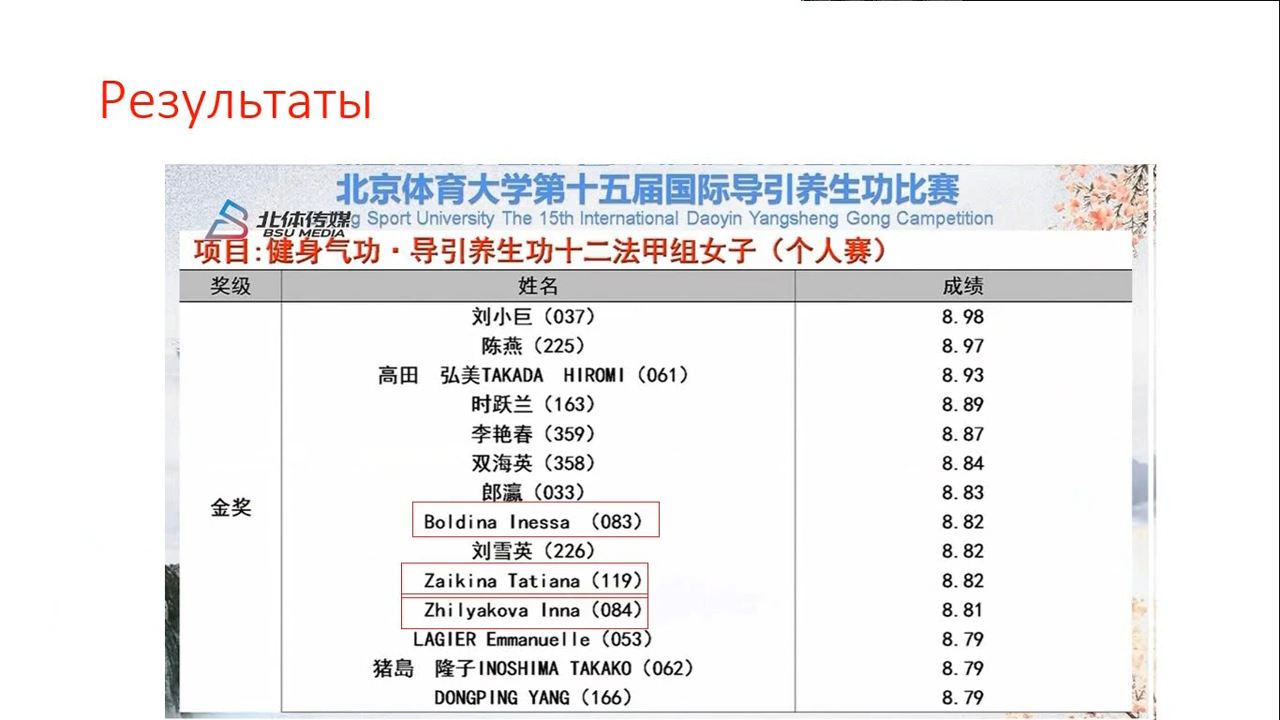 Результаты
北京体育大学第十五届国际导引养生功比赛
北体传媒
BSU MEDIA
Sport University The 15th International Daoyin Yangsheng Gong Competition
项目:健身气功·导引养生功十二法甲组女子（个人赛）
奖级 姓名 成绩
刘小巨（037） 8.98
陈燕（225） 8.97
高田 弘美TAKADA HIROMI（061） 8.93
时跃兰（163） 8.89
李艳春（359） 8.87
双海英（358） 8.84
郎瀛（033） 8.83
金奖
Boldina Inessa （083） 8.82
刘雪英（226） 8.82
Zaikina Tatiana（119） 8.82
Zhilyakova Inna（084） 8.81
LAGIER Emmanuelle（053） 8.79
猪島 隆子INOSHIMA TAKAKO（062） 8.79
DONGPING YANG（166） 8.79